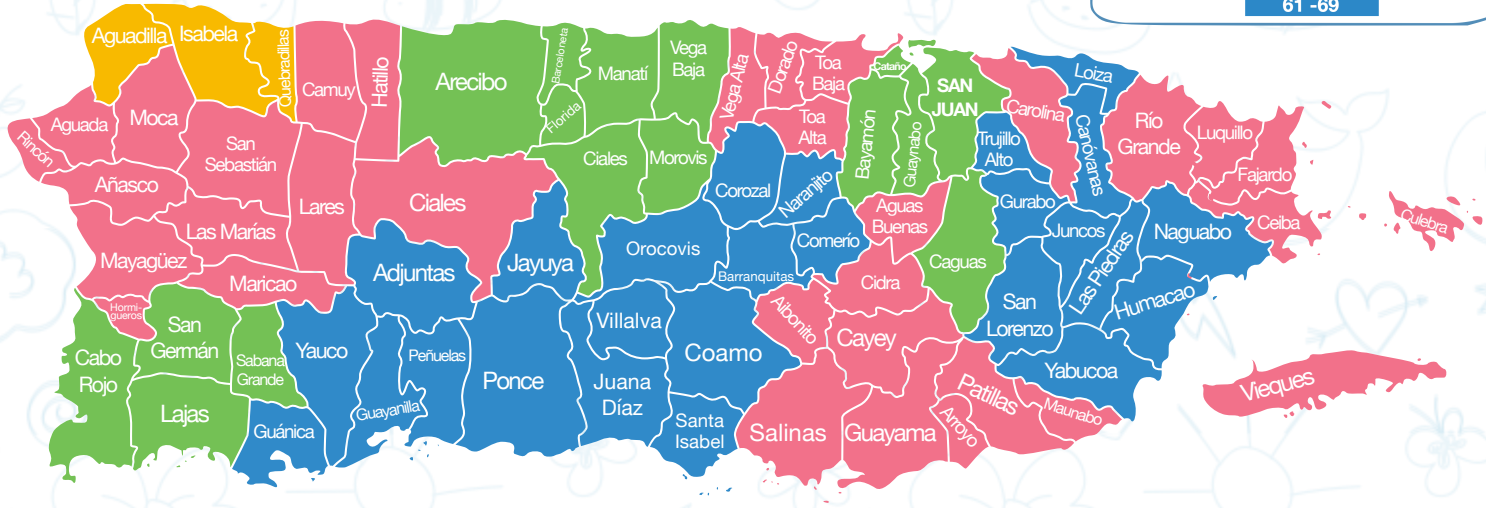 61 -69
Aguadilla
Isabela
Quebradillas
Camuy
Hatillo
Arecibo
Barceloneta
Florida
Manatí
Vega
Baja
Vega Alta
Dorado
Toa
Baja
Toa
Alta
Cataño
Bayamón
Guaynabo
SAN
JUAN
Carolina
Trujillo
Alto
Loiza
Canóvanas
Río
Grande
Luquillo
Fajardo
Ceiba
Culebra
Vieques
Rincón
Aguada
Moca
San
Sebastián
Añasco
Las Marías
Mayagüez
Maricao
Lares
Ciales
Ciales
Morovis
Corozal
Naranjito
Aguas
Buenas
Caguas
Gurabo
Juncos
Las Piedras
Naguabo
Humacao
San
Lorenzo
Yabucoa
Adjuntas
Jayuya
Orocovis
Barranquitas
Comerío
Cidra
Aibonito
Cayey
Hormi-
gueros
San
Germán
Sabana
Grande
Cabo
Rojo
Lajas
Guánica
Yauco
Guayanilla
Peñuelas
Ponce
Villalva
Juana
Díaz
Coamo
Santa
Isabel
Salinas
Guayama
Arroyo
Patillas
Maunabo